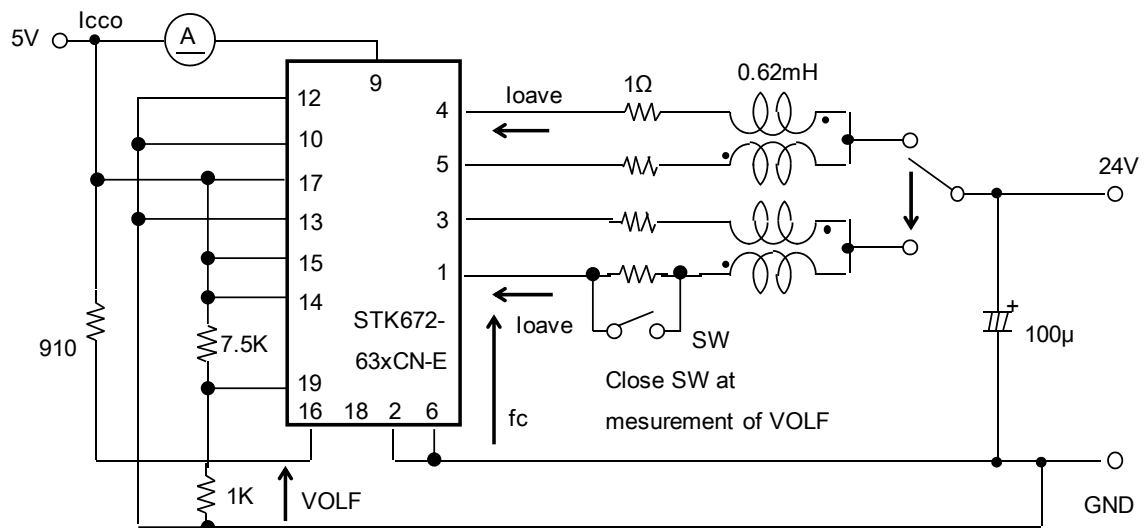 Icco
5V
A
9
12
10
17
13
15
14
19
16 18 2 6
4
5
3
1
STK672-
63xCN-E
Ioave
1Ω
0.62mH
24V
Ioave
SW
Close SW at
mesurement of VOLF
fc
100μ
+
910
7.5K
1K
VOLF
GND